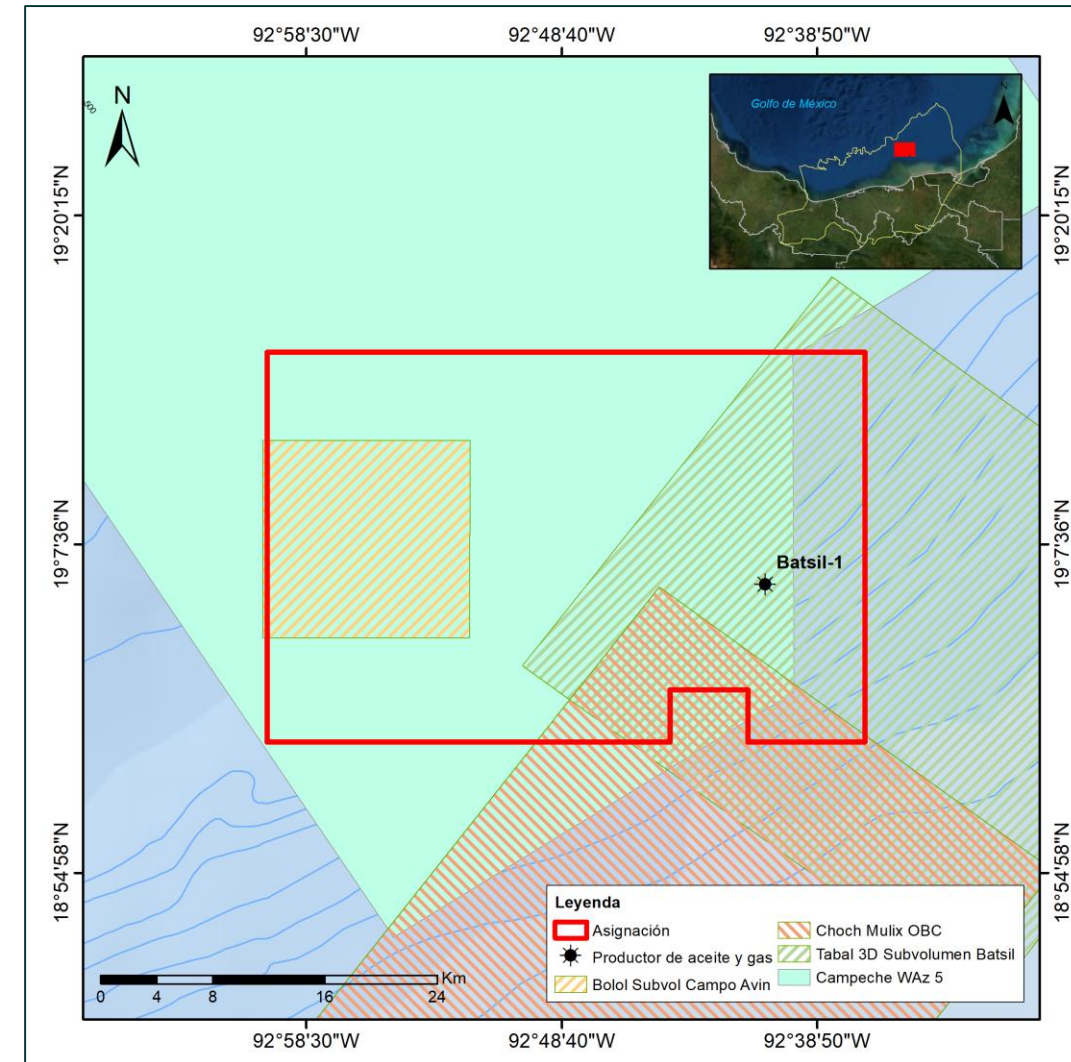 92°58'30"W
92°48'40"W
92°38'50"W
N
500
Golfo de México
19°20'15"N
19°20'15"N
19°7'36"N
19°7'36"N
Batsil-1
18°54'58"N
18°54'58"N
Leyenda
Asignación
Productor de aceite y gas
Bolol Subvol Campo Avin
Choch Mulix OBC
Tabal 3D Subvolumen Batsil
Campeche WAz 5
Km
0 4 8 16 24
92°58'30"W
92°48'40"W
92°38'50"W